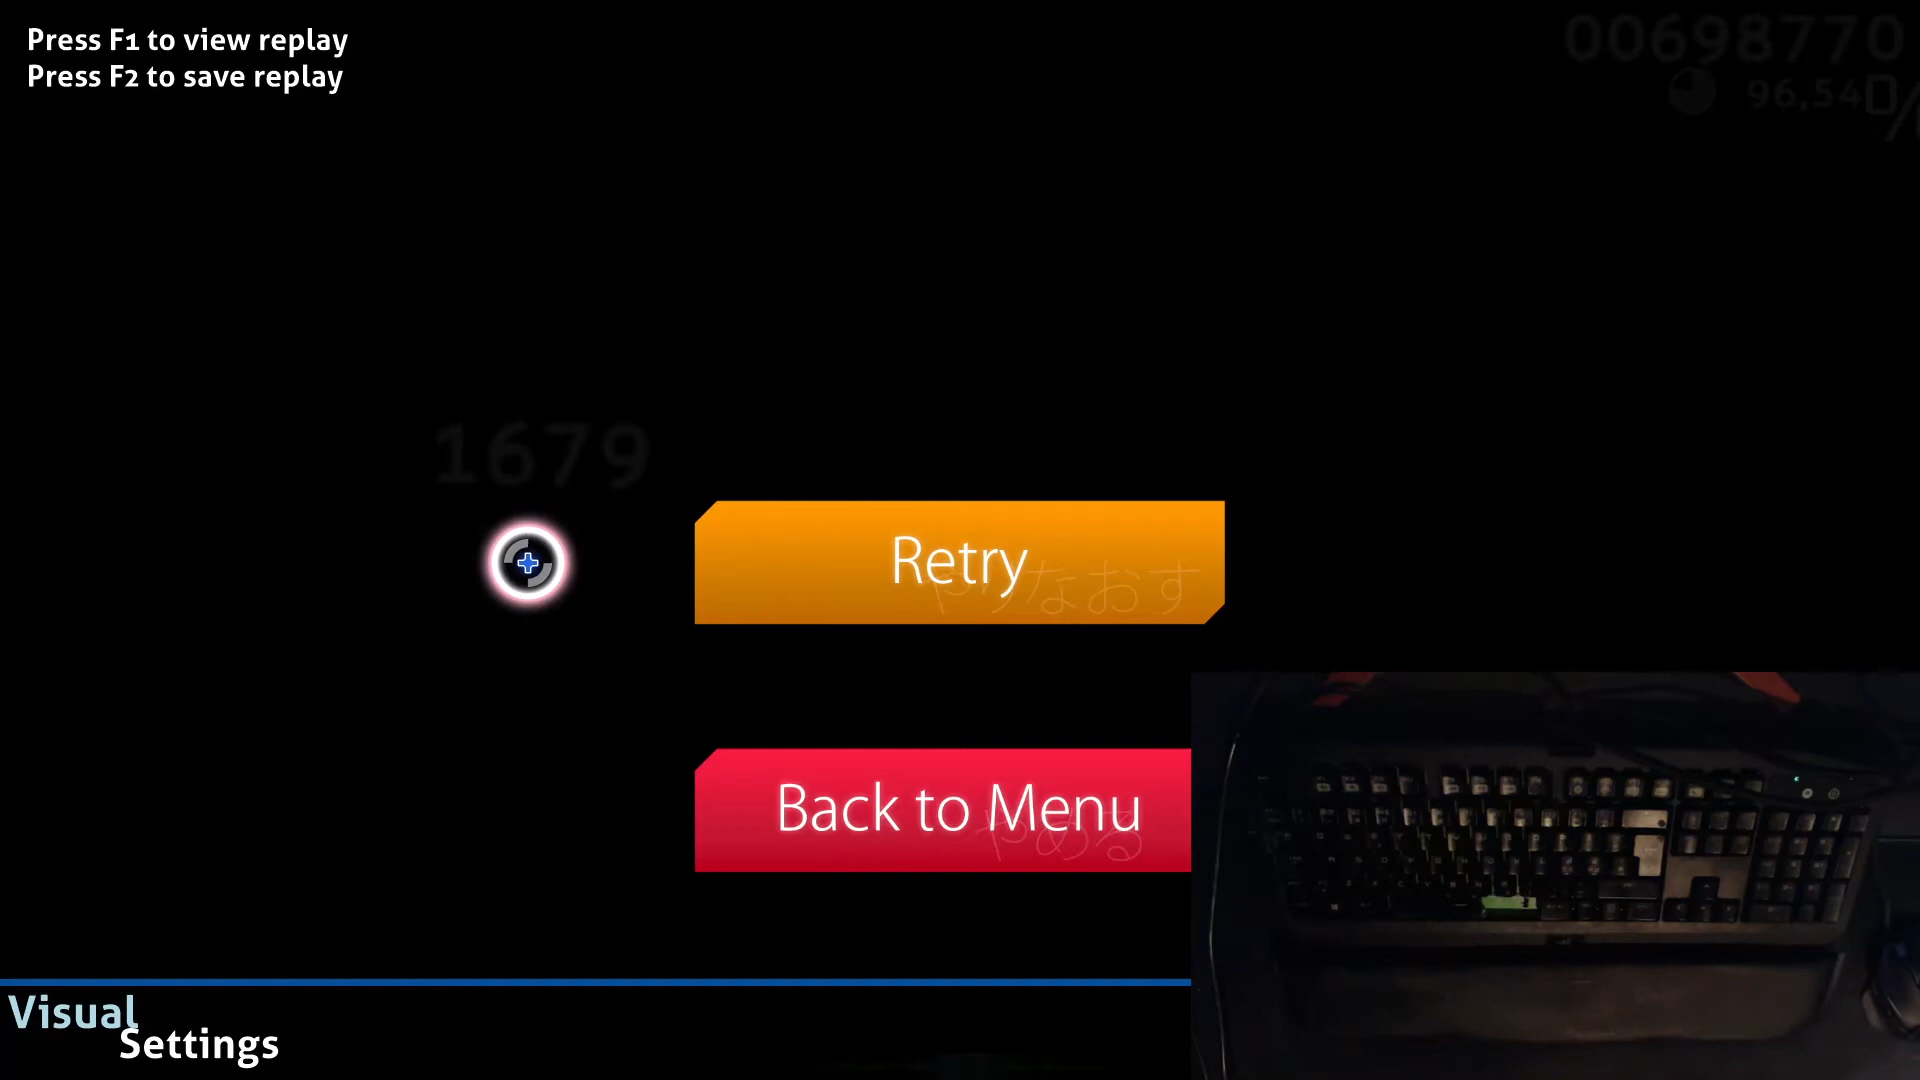 Press F1 to view replay
Press F2 to save replay
00698770
96.54
1679
Retry
やりなおす
Back to Menu
やめる
Visual
Settings